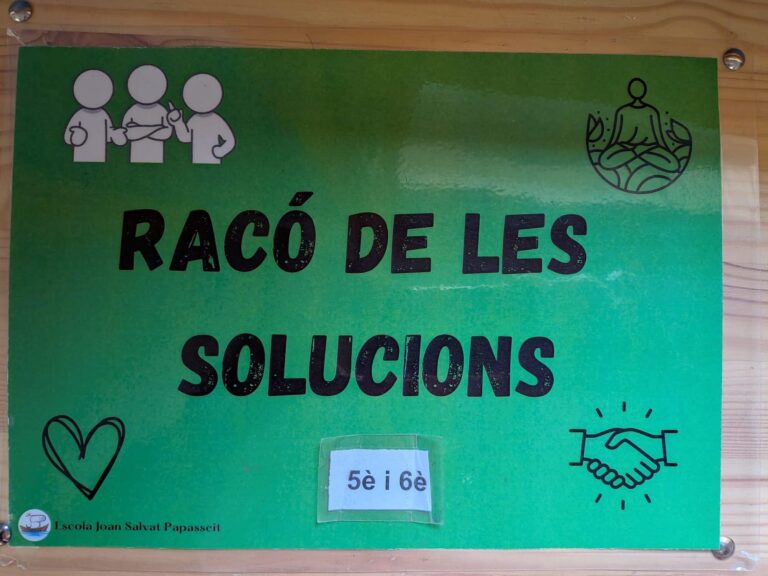 RACÓ DE LES
SOLUCIONS
5è i 6è
Escola Joan Salvat Papasseit